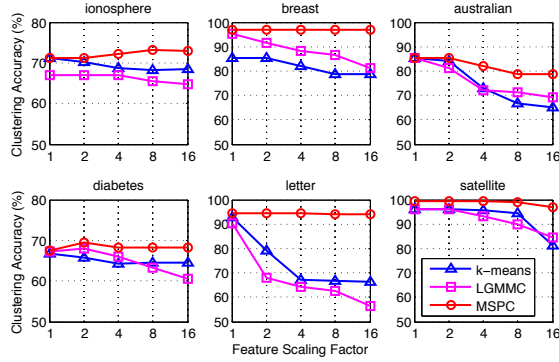 ionosphere breast australian
Clustering Accuracy (%)
80
70
60
50
1 2 4 8 16
100
90
80
70
60
50
1 2 4 8 16
100
90
80
70
60
50
1 2 4 8 16
diabetes letter satellite
Clustering Accuracy (%)
80
70
60
50
1 2 4 8 16
100
90
80
70
60
50
1 2 4 8 16
100
90
80
70
60
50
1 2 4 8 16
k−means
LGMMC
MSPC
Feature Scaling Factor